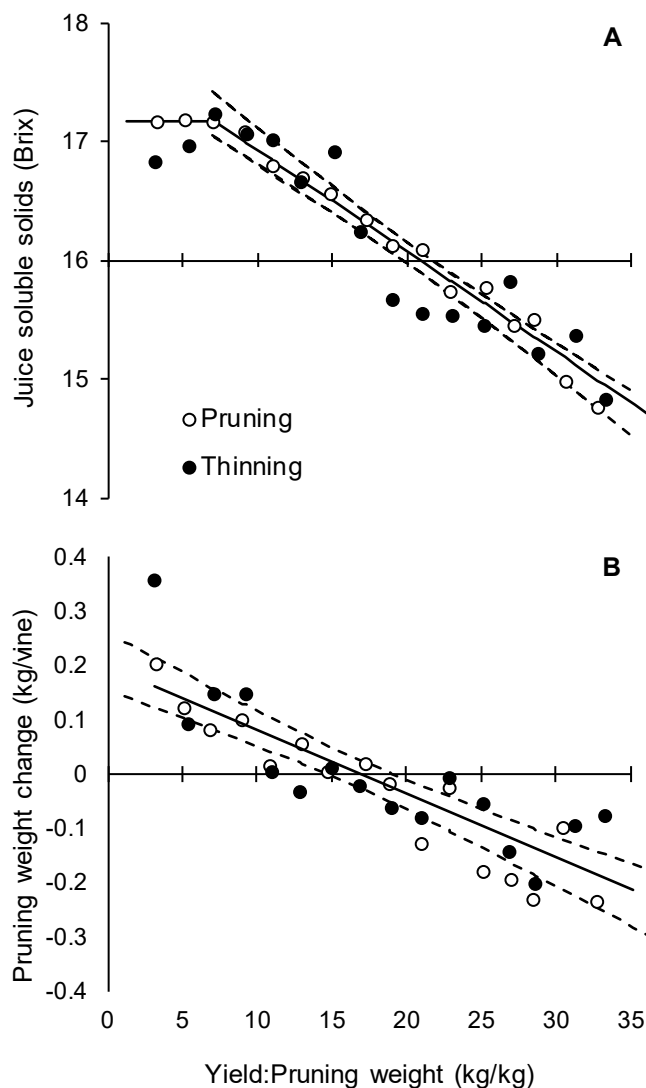 A
18
17
16
15
14
Juice soluble solids (Brix)
Pruning
Thinning
B
0.4
0.3
0.2
0.1
0
-0.1
-0.2
-0.3
-0.4
Pruning weight change (kg/vine)
0 5 10 15 20 25 30 35
Yield:Pruning weight (kg/kg)